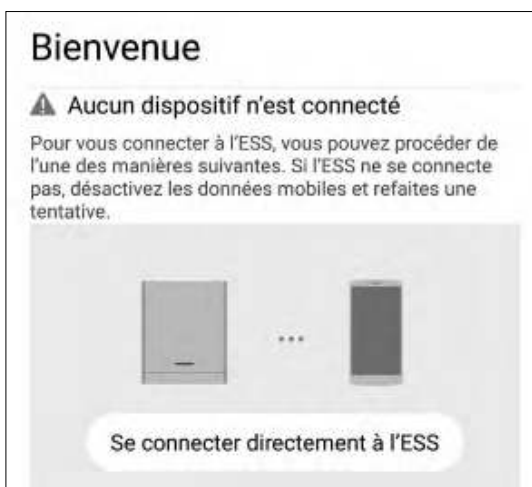 Bienvenue
Aucun dispositif n'est connecté
Pour vous connecter à l'ESS, vous pouvez procéder de
l'une des manières suivantes. Si l'ESS ne se connecte
pas, désactivez les données mobiles et refaites une
tentative.
Se connecter directement à l'ESS